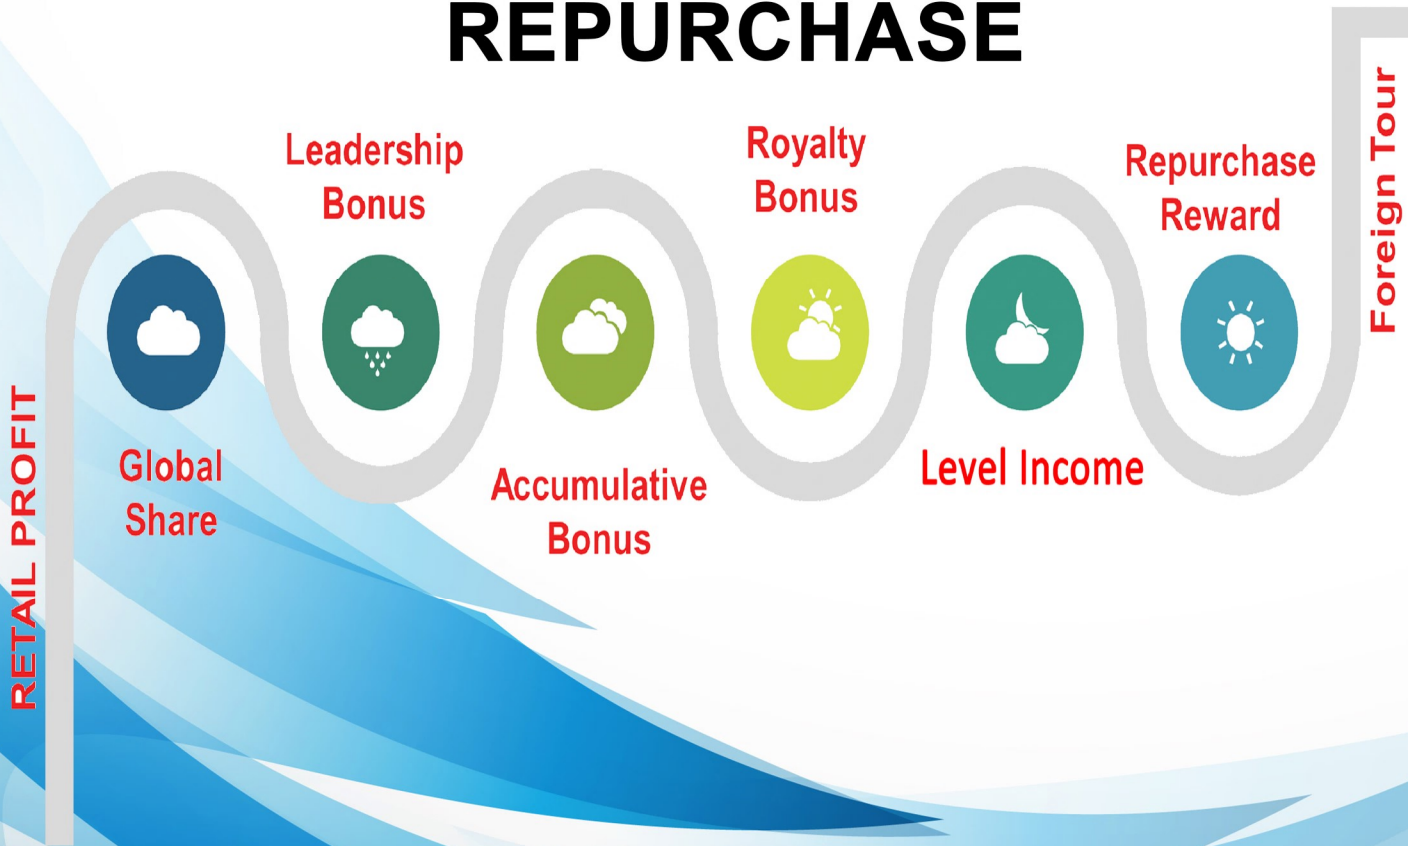 REPURCHASE
RETAIL PROFIT
Global
Share
Leadership
Bonus
Accumulative
Bonus
Royalty
Bonus
Level Income
Repurchase
Reward
Foreign Tour